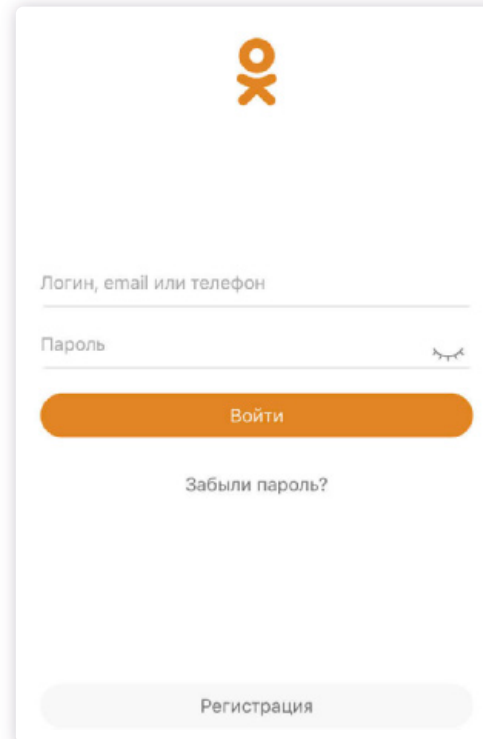 Логин, email или телефон
Пароль
Войти
Забыли пароль?
Регистрация